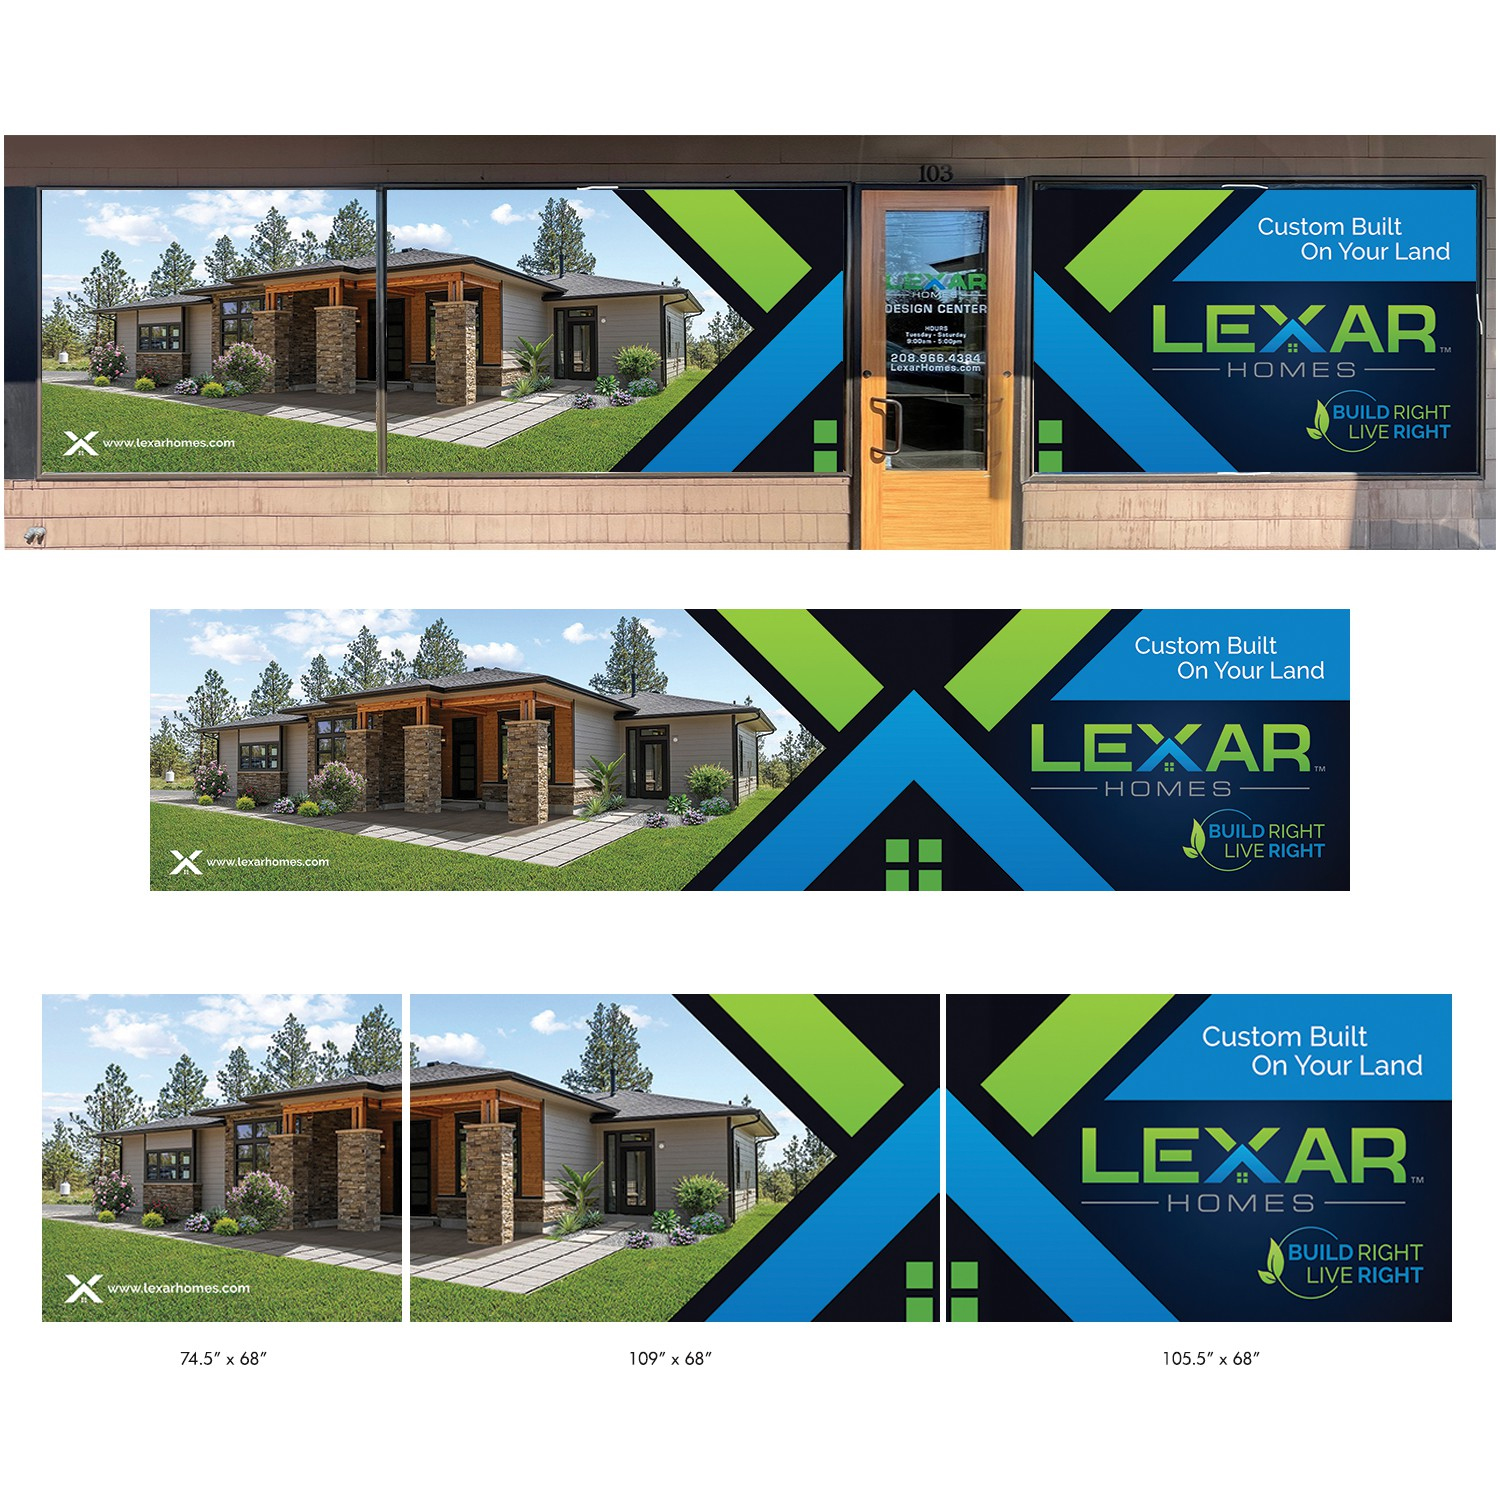 103
Custom Built
On Your Land
LEXAR™
HOMES
BUILD RIGHT
LIVE RIGHT
www.lexarhomes.com
LEXAR
HOMES
DESIGN CENTER
HOURS
Tuesday - Saturday
9:00am - 5:00pm
208.966.4384
LexarHomes.com
Custom Built
On Your Land
LEXAR™
HOMES
BUILD RIGHT
LIVE RIGHT
www.lexarhomes.com
Custom Built
On Your Land
LEXAR™
HOMES
BUILD RIGHT
LIVE RIGHT
www.lexarhomes.com
74.5” x 68”
109” x 68”
105.5” x 68”